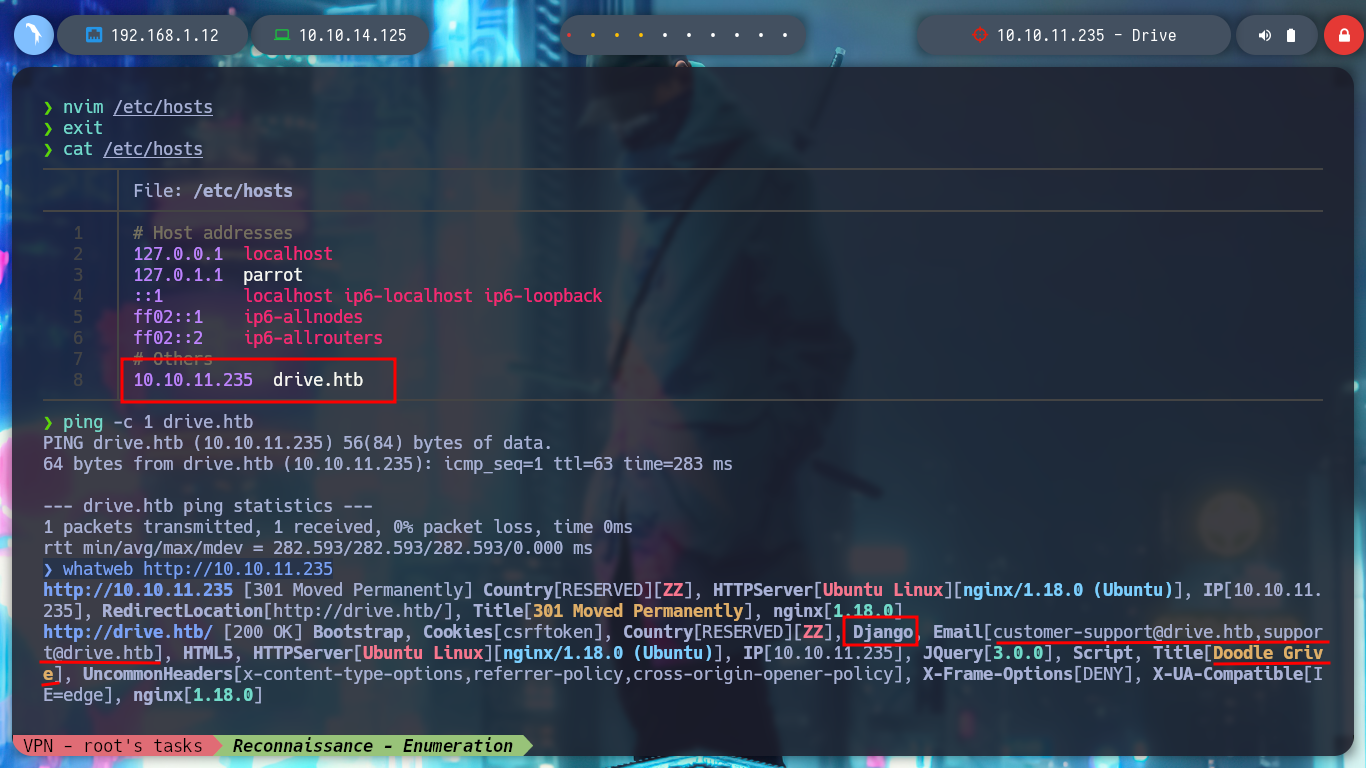 192.168.1.12 10.10.14.125 10.10.11.235 - Drive
❯ nvim /etc/hosts
❯ exit
❯ cat /etc/hosts
File: /etc/hosts
1 # Host addresses
2 127.0.0.1 localhost
3 127.0.1.1 parrot
4 ::1 localhost ip6-localhost ip6-loopback
5 ff02::1 ip6-allnodes
6 ff02::2 ip6-allrouters
7 # Others
8 10.10.11.235 drive.htb
❯ ping -c 1 drive.htb
PING drive.htb (10.10.11.235) 56(84) bytes of data.
64 bytes from drive.htb (10.10.11.235): icmp_seq=1 ttl=63 time=283 ms
--- drive.htb ping statistics ---
1 packets transmitted, 1 received, 0% packet loss, time 0ms
rtt min/avg/max/mdev = 282.593/282.593/282.593/0.000 ms
❯ whatweb http://10.10.11.235
http://10.10.11.235 [301 Moved Permanently] Country[RESERVED][ZZ], HTTPServer[Ubuntu Linux][nginx/1.18.0 (Ubuntu)], IP[10.10.11.
235], RedirectLocation[http://drive.htb/], Title[301 Moved Permanently], nginx[1.18.0]
http://drive.htb/ [200 OK] Bootstrap, Cookies[csrftoken], Country[RESERVED][ZZ], Django, Email[customer-support@drive.htb,suppor
t@drive.htb], HTML5, HTTPServer[Ubuntu Linux][nginx/1.18.0 (Ubuntu)], IP[10.10.11.235], JQuery[3.0.0], Script, Title[Doodle Griv
e], UncommonHeaders[x-content-type-options,referrer-policy,cross-origin-opener-policy], X-Frame-Options[DENY], X-UA-Compatible[I
E=edge], nginx[1.18.0]
VPN - root's tasks Reconnaissance - Enumeration